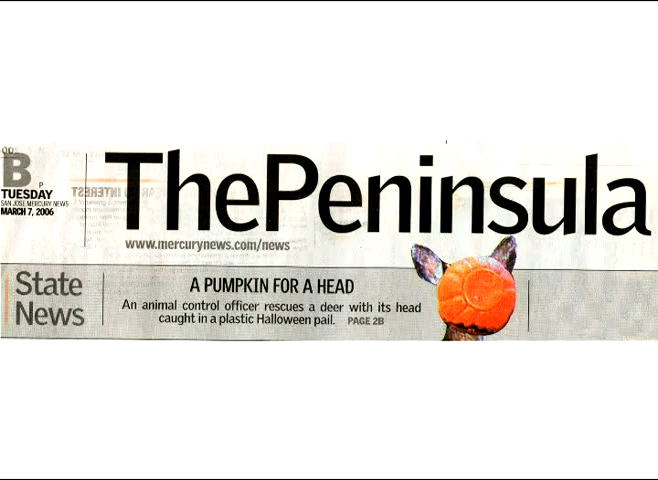 B
P
TUESDAY
SAN JOSE MERCURY NEWS
MARCH 7, 2006
ThePeninsula
www.mercurynews.com/news
State
News
A PUMPKIN FOR A HEAD
An animal control officer rescues a deer with its head
caught in a plastic Halloween pail. PAGE 2B